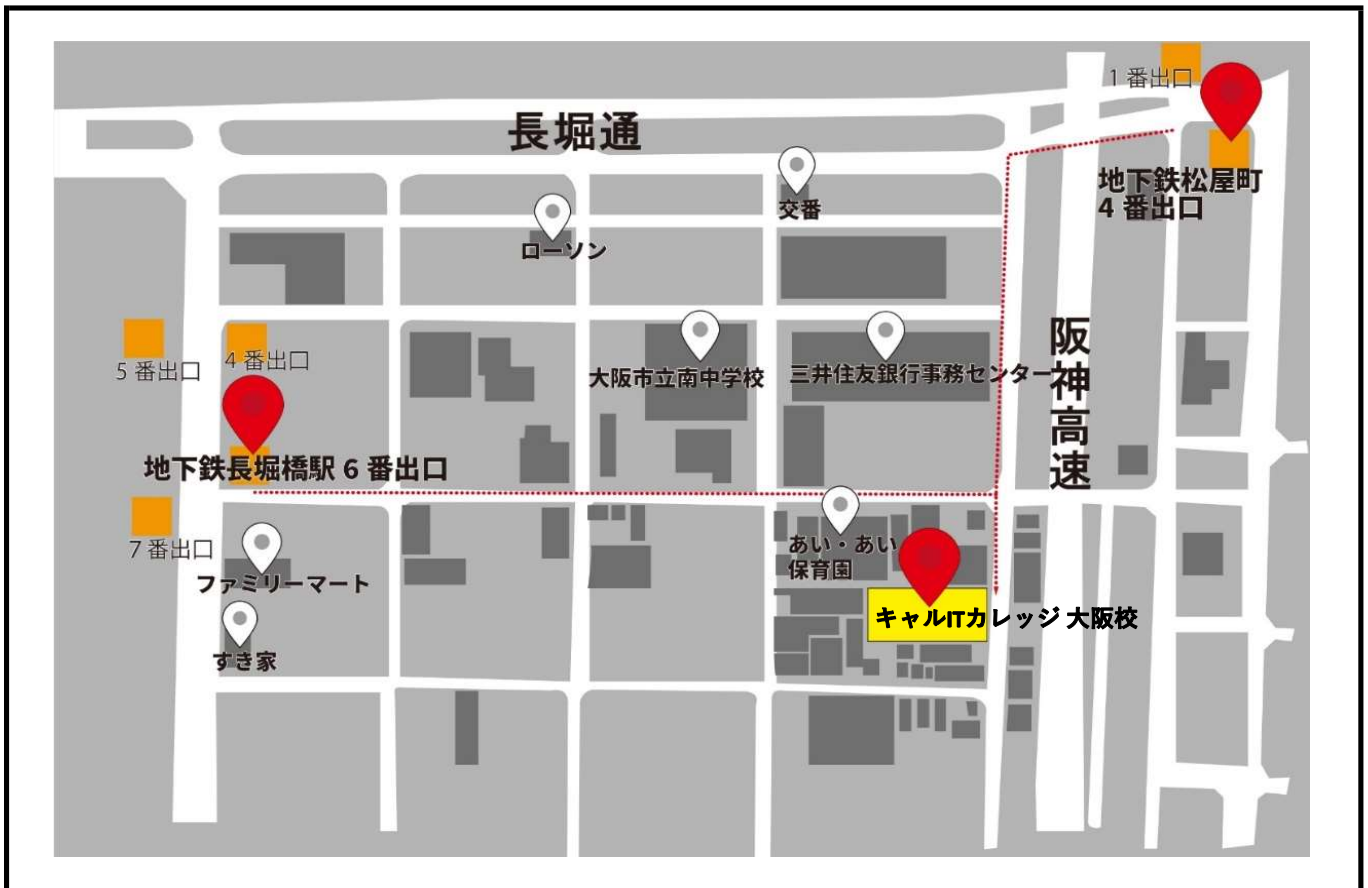 1 番出口
長堀通
地下鉄松屋町
4 番出口
交番
ローソン
阪神高速
5 番出口
4 番出口
大阪市立南中学校
三井住友銀行事務センター
地下鉄長堀橋駅 6 番出口
7 番出口
あい・あい
保育園
ファミリーマート
キャルITカレッジ 大阪校
すき家